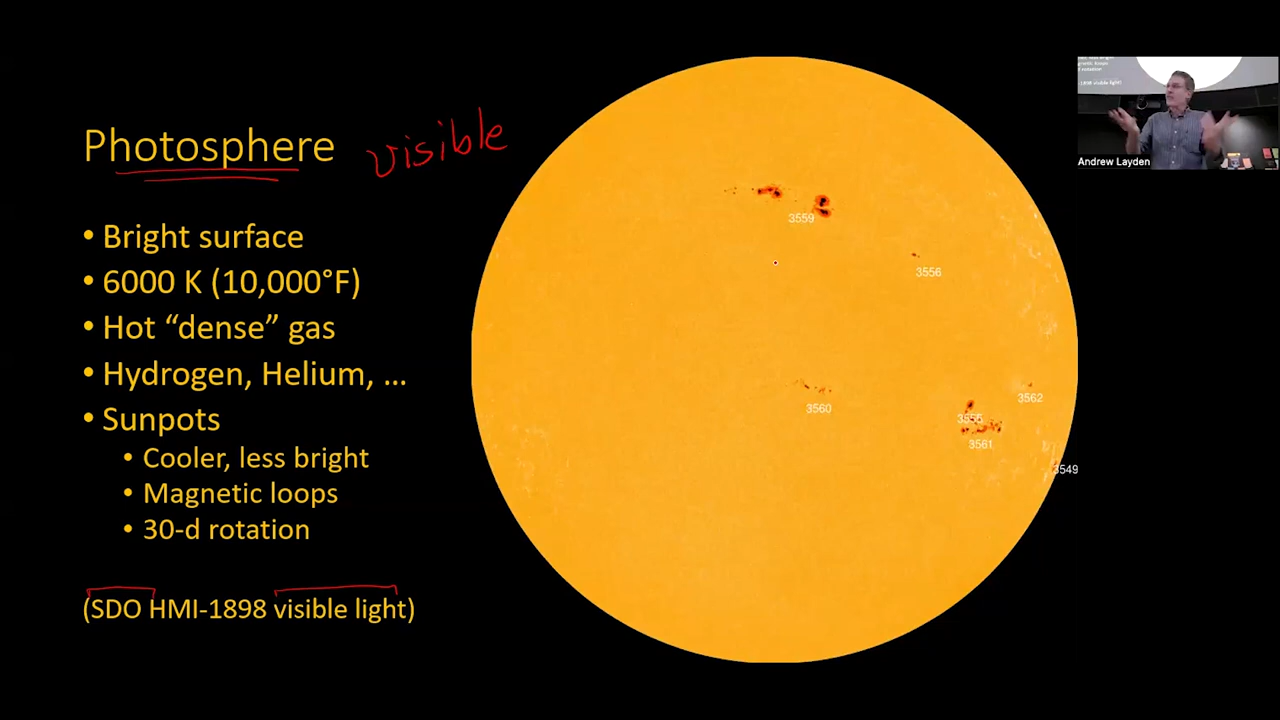 Photosphere visible
• Bright surface
• 6000 K (10,000°F)
• Hot “dense” gas
• Hydrogen, Helium, ...
• Sunpots
• Cooler, less bright
• Magnetic loops
• 30-d rotation
(SDO HMI-1898 visible light)
3559
3556
3560
3562
3555
3561
3549
Andrew Layden